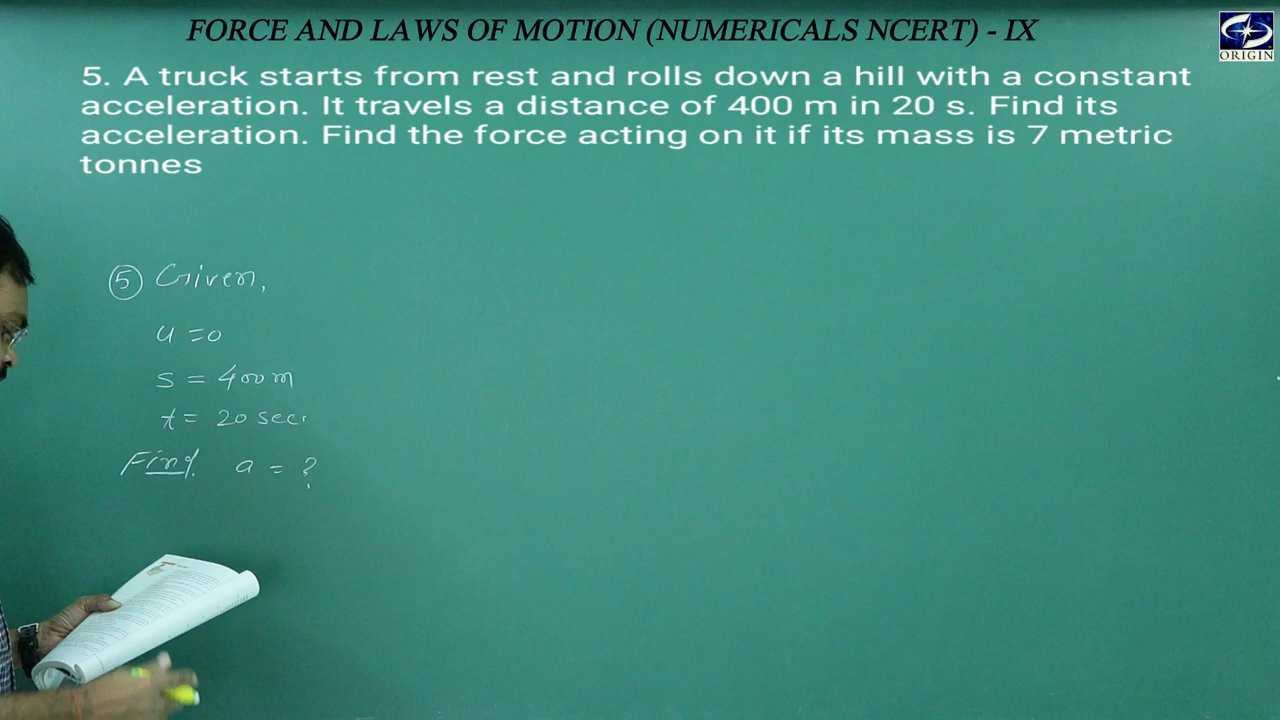 FORCE AND LAWS OF MOTION (NUMERICALS NCERT) - IX
ORIGIN
5. A truck starts from rest and rolls down a hill with a constant
acceleration. It travels a distance of 400 m in 20 s. Find its
acceleration. Find the force acting on it if its mass is 7 metric
tonnes
5 Given,
u = 0
s = 400 m
t = 20 sec.
Find. a = ?